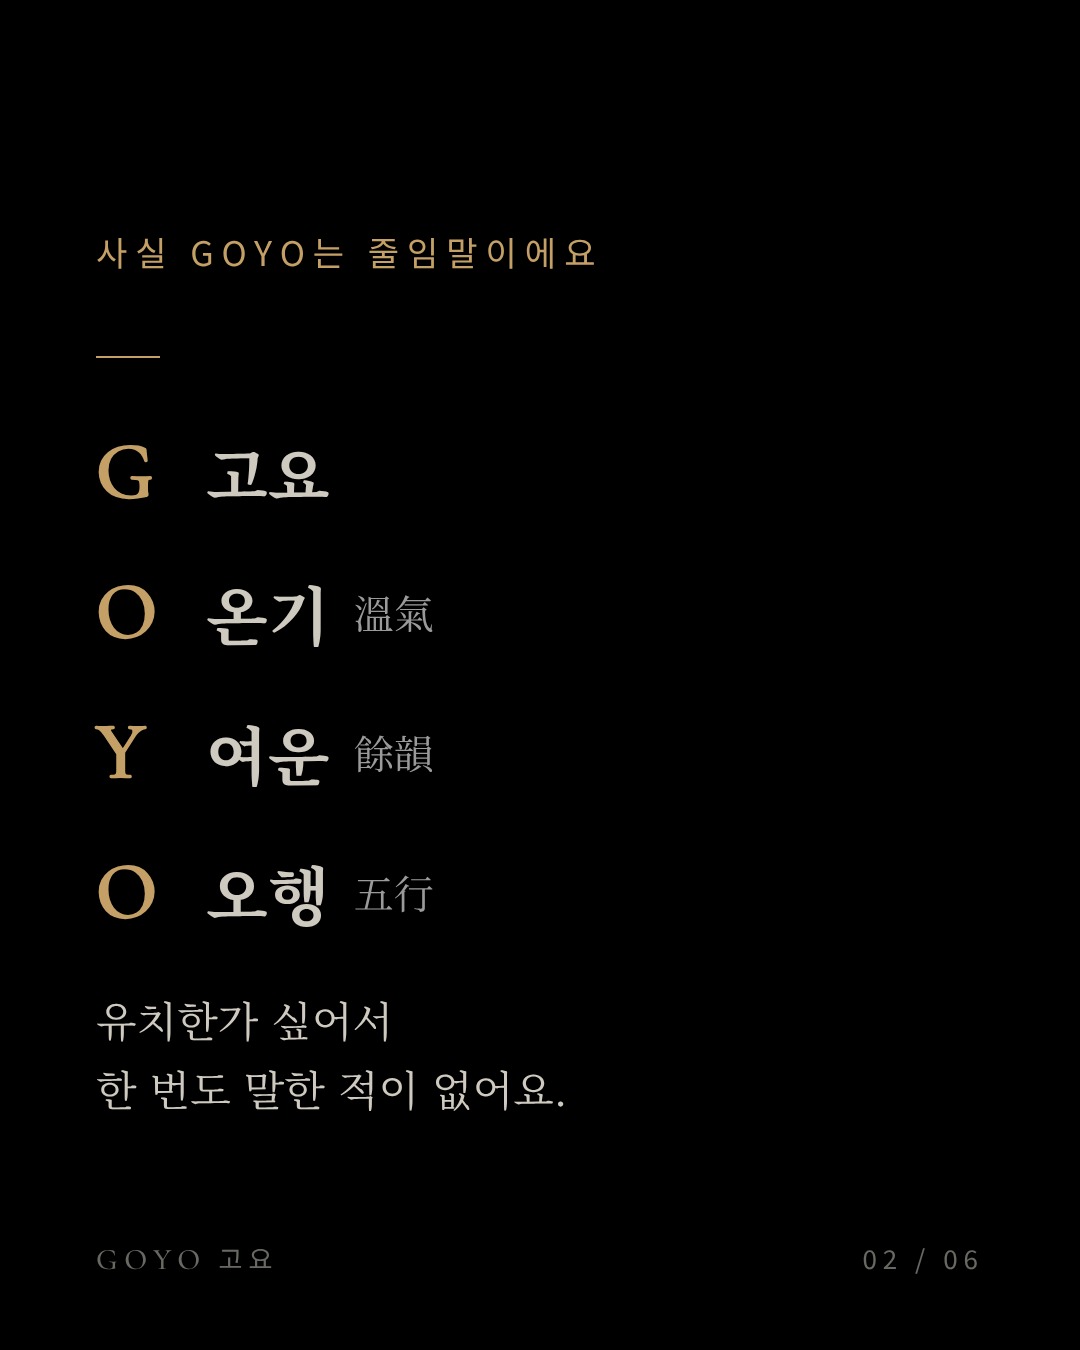 사실 GOYO는 줄임말이에요
G 고요
O 온기 溫氣
Y 여운 餘韻
O 오행 五行
유치한가 싶어서
한 번도 말한 적이 없어요.
GOYO 고요
02 / 06